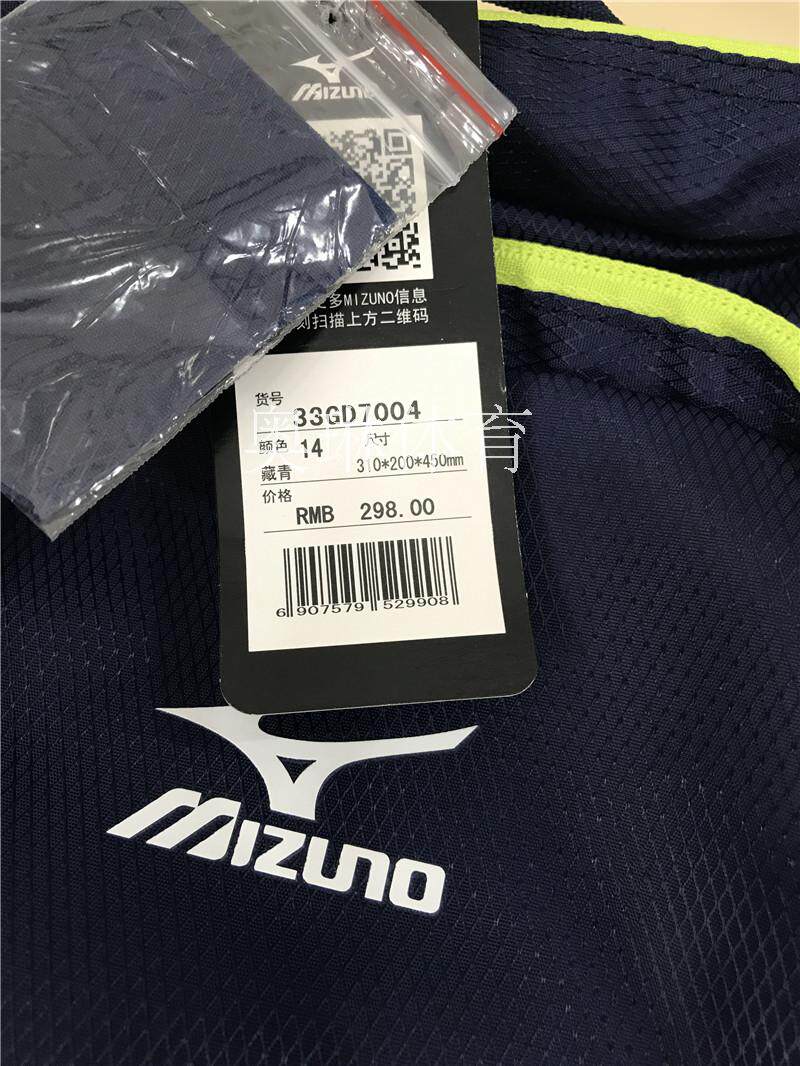 MIZUNO
多MIZUNO信息
刻扫描上方二维码
货号
33GD7004
颜色 14 尺寸
藏青 310*200*450mm
价格
RMB 298.00
6 907579 529908
MIZUNO